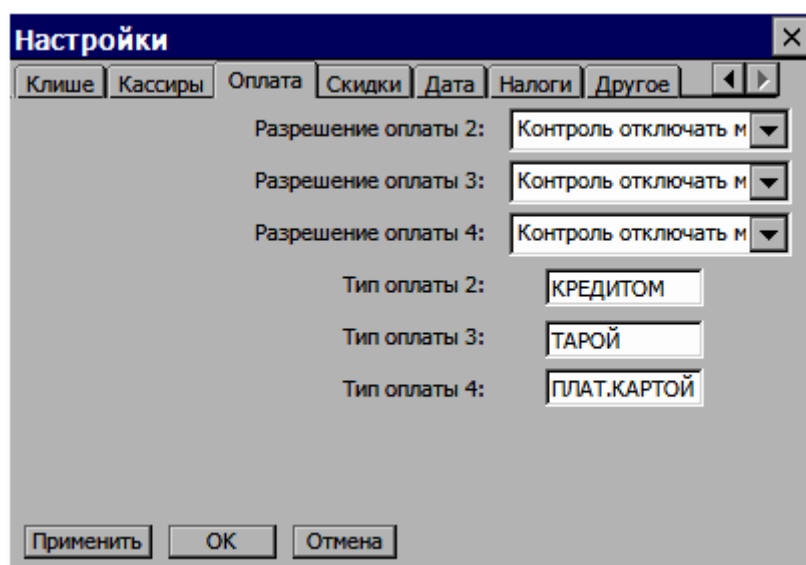 Настройки
Клише Кассиры Оплата Скидки Дата Налоги Другое
Разрешение оплаты 2: Контроль отключать м
Разрешение оплаты 3: Контроль отключать м
Разрешение оплаты 4: Контроль отключать м
Тип оплаты 2: КРЕДИТОМ
Тип оплаты 3: ТАРОЙ
Тип оплаты 4: ПЛАТ.КАРТОЙ
Применить OK Отмена